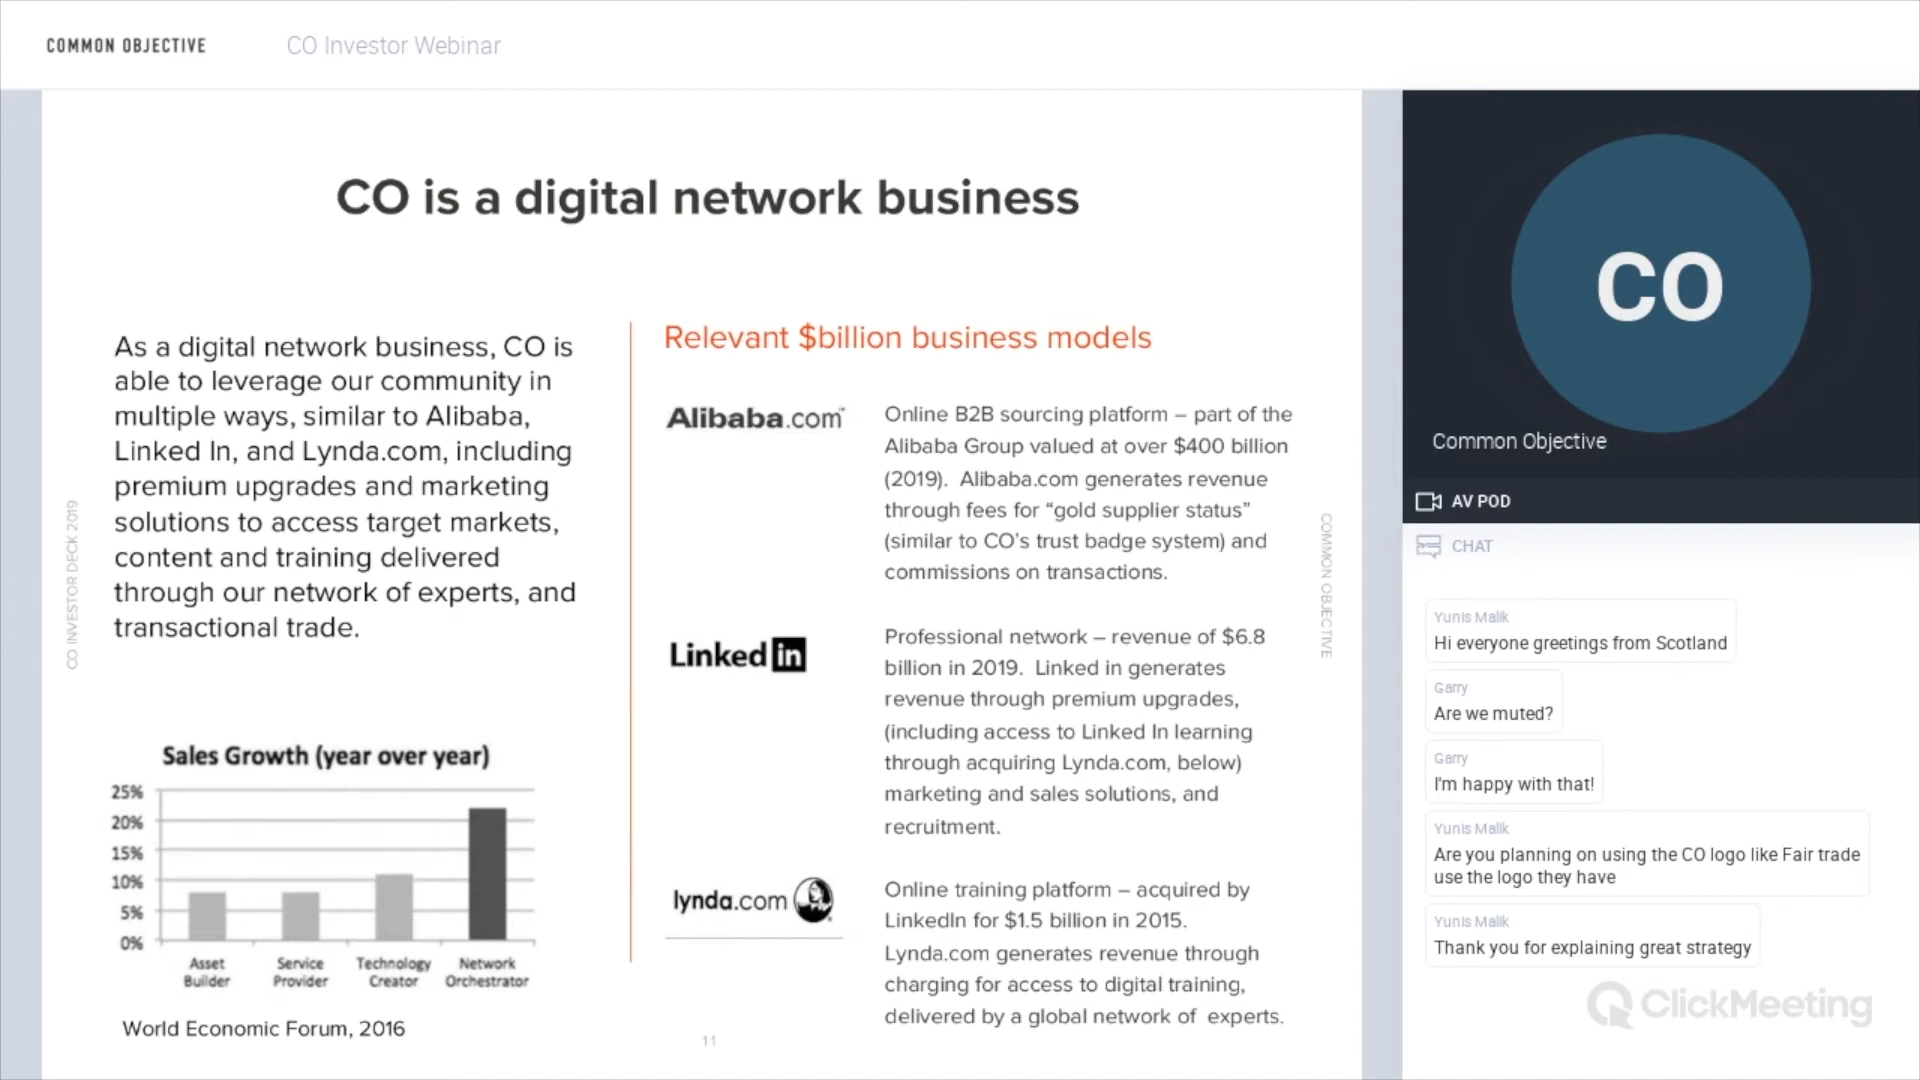 COMMON OBJECTIVE
CO Investor Webinar
CO is a digital network business
As a digital network business, CO is
able to leverage our community in
multiple ways, similar to Alibaba,
Linked In, and Lynda.com, including
premium upgrades and marketing
solutions to access target markets,
content and training delivered
through our network of experts, and
transactional trade.
CO INVESTOR DECK 2019
Sales Growth (year over year)
25%
20%
15%
10%
5%
0%
Asset
Builder
Service
Provider
Technology
Creator
Network
Orchestrator
World Economic Forum, 2016
Relevant $billion business models
Alibaba.com
Online B2B sourcing platform – part of the
Alibaba Group valued at over $400 billion
(2019).  Alibaba.com generates revenue
through fees for “gold supplier status”
(similar to CO’s trust badge system) and
commissions on transactions.
Linked in
Professional network – revenue of $6.8
billion in 2019.  Linked in generates
revenue through premium upgrades,
(including access to Linked In learning
through acquiring Lynda.com, below)
marketing and sales solutions, and
recruitment.
lynda.com
Online training platform – acquired by
LinkedIn for $1.5 billion in 2015.
Lynda.com generates revenue through
charging for access to digital training,
delivered by a global network of  experts.
COMMON OBJECTIVE
11
CO
Common Objective
AV POD
CHAT
Yunis Malik
Hi everyone greetings from Scotland
Garry
Are we muted?
Garry
I'm happy with that!
Yunis Malik
Are you planning on using the CO logo like Fair trade
use the logo they have
Yunis Malik
Thank you for explaining great strategy
ClickMeeting